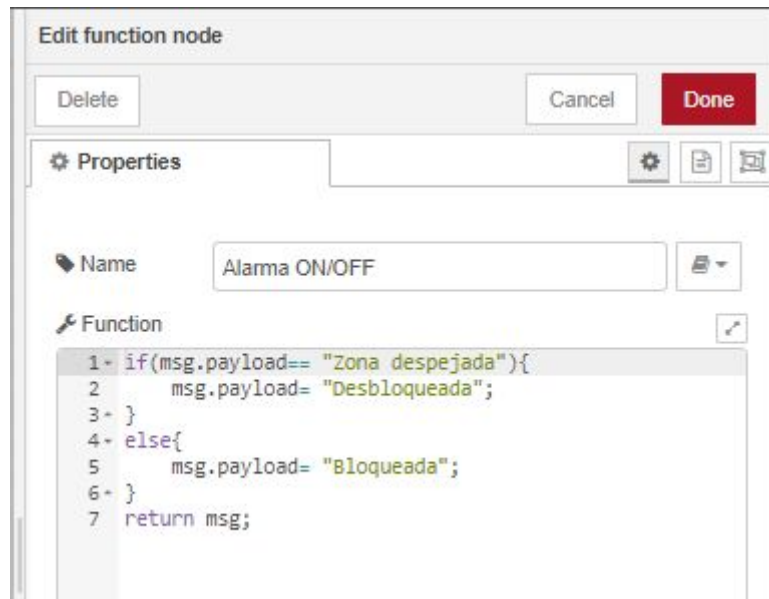 Edit function node
Delete
Cancel
Done
Properties
Name
Alarma ON/OFF
Function
1 if(msg.payload== "Zona despejada"){
2 msg.payload= "Desbloqueada";
3 }
4 else{
5 msg.payload= "Bloqueada";
6 }
7 return msg;